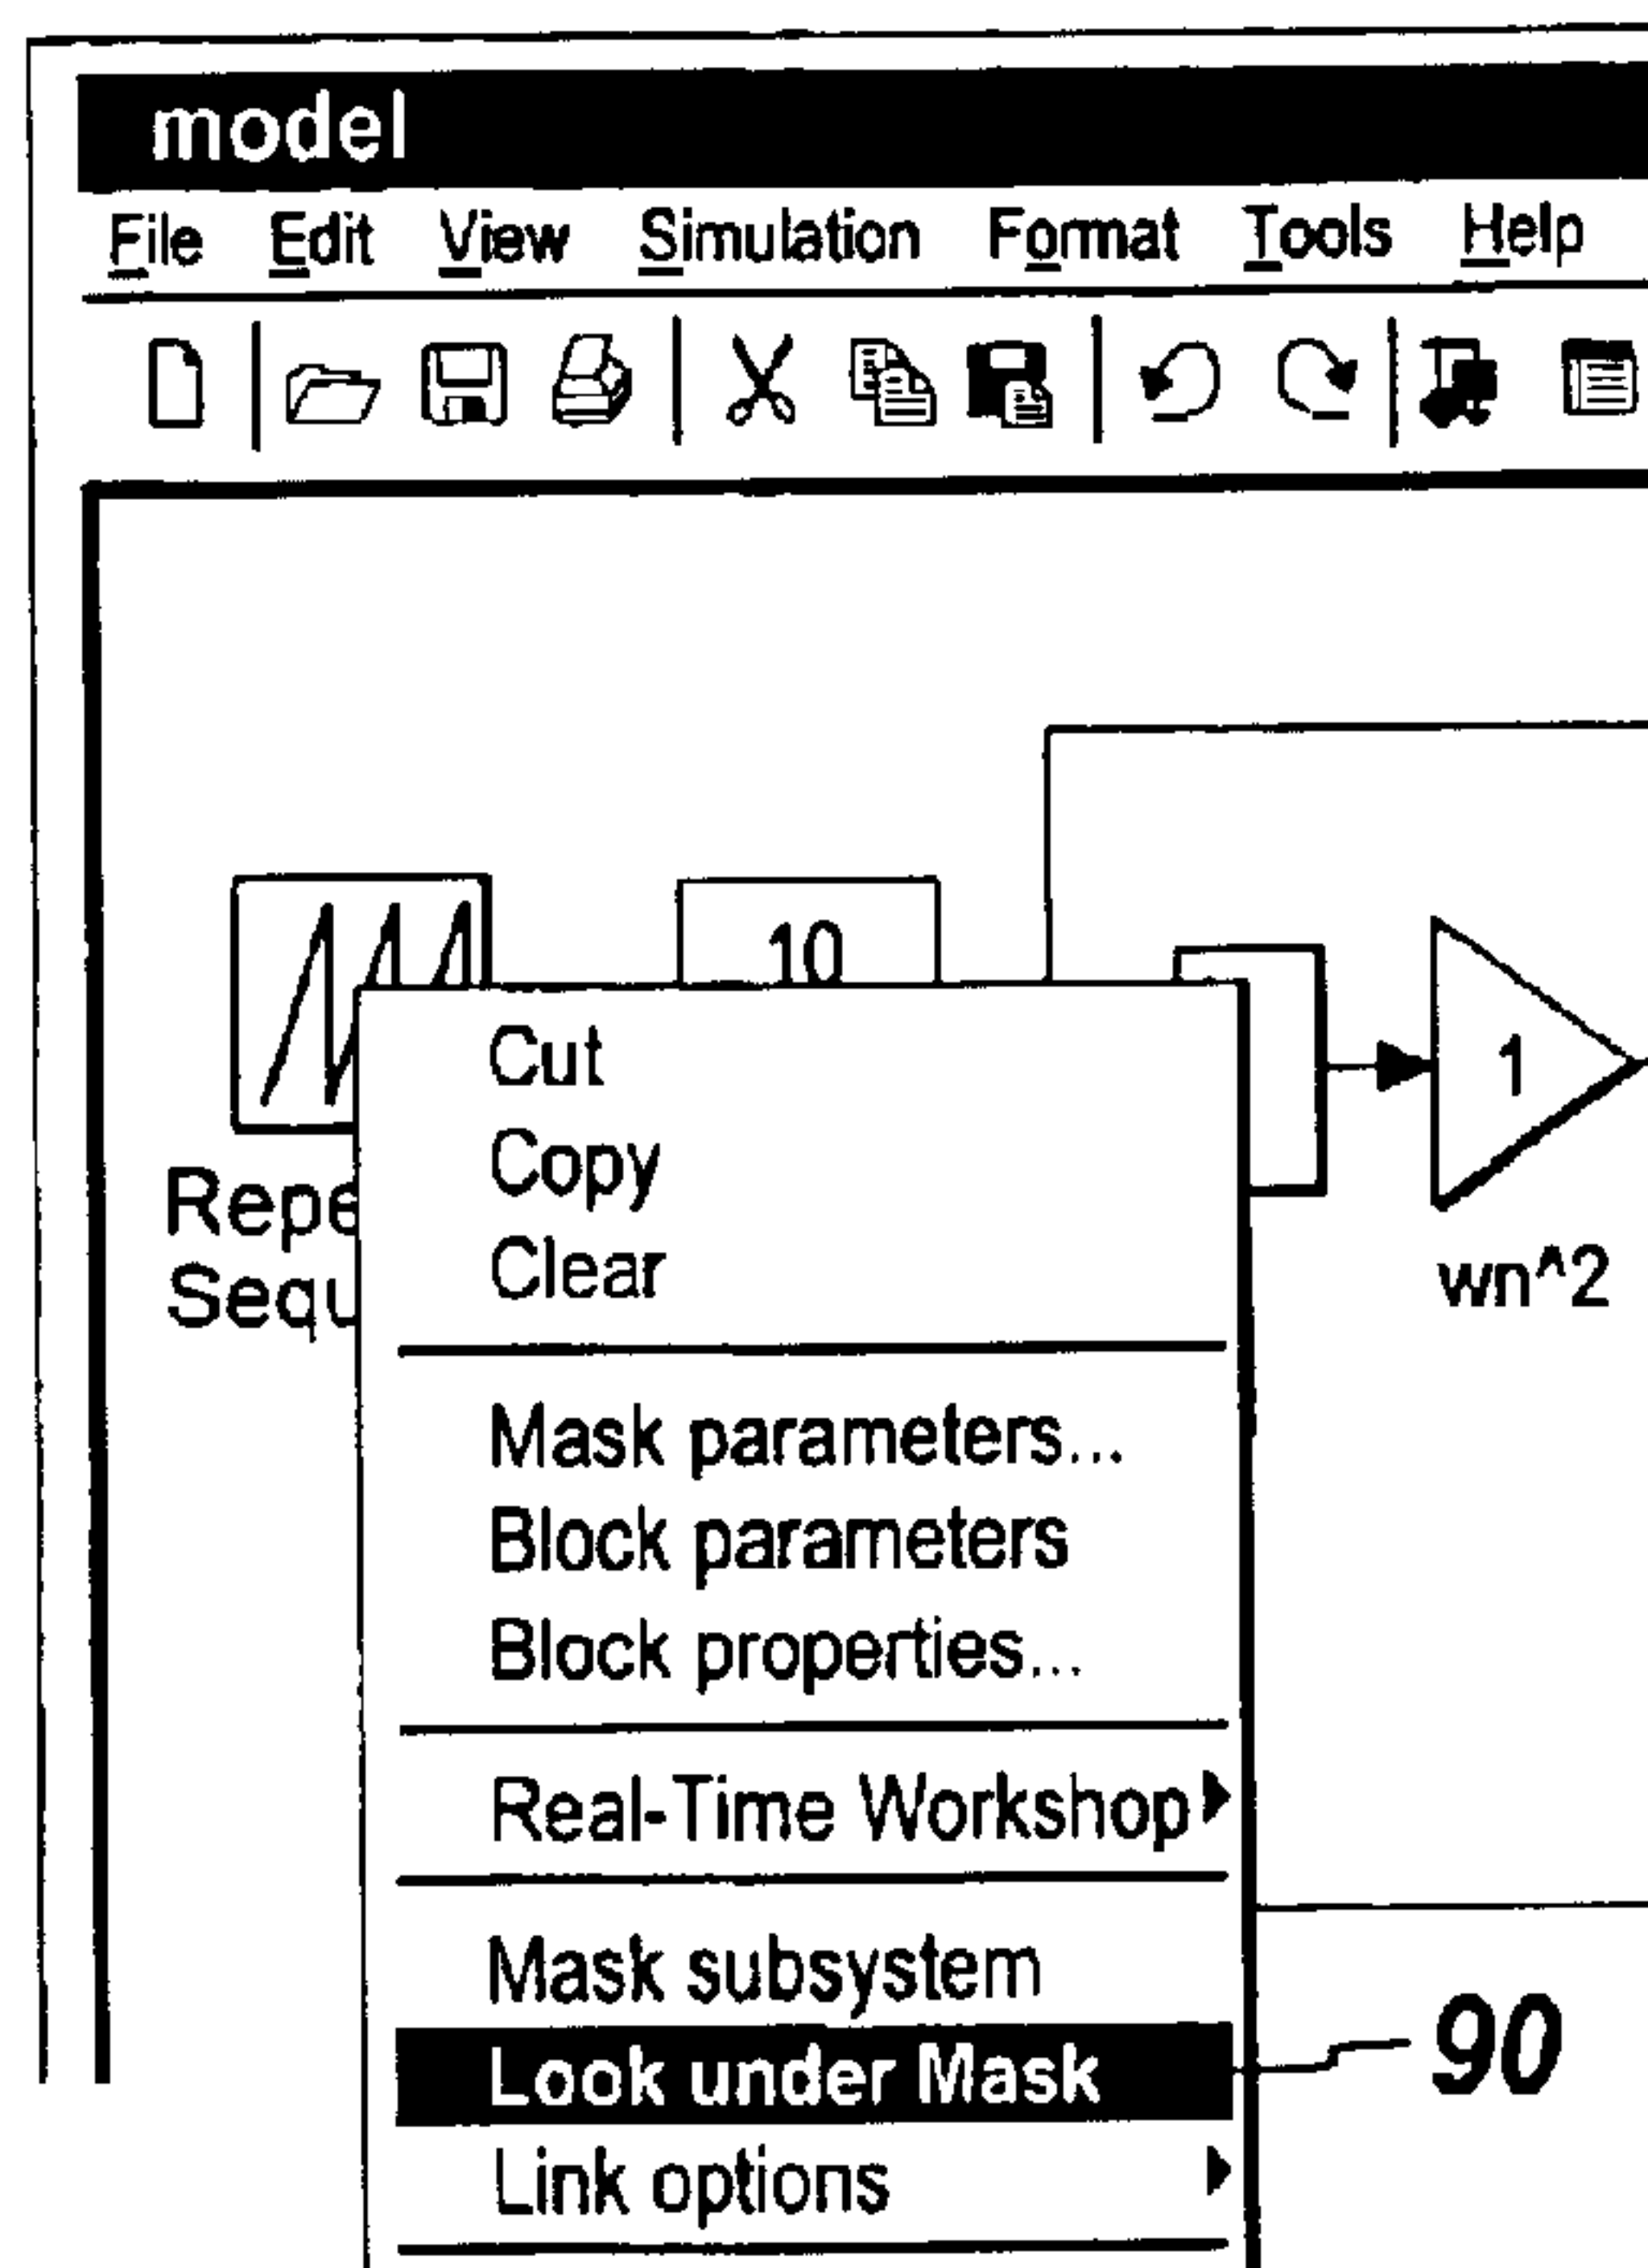 model
File Edit View Simulation Format Tools Help
10
1
Repe
Sequ
wn^2
Cut
Copy
Clear
Mask parameters...
Block parameters
Block properties...
Real-Time Workshop
Mask subsystem
Look under Mask
90
Link options